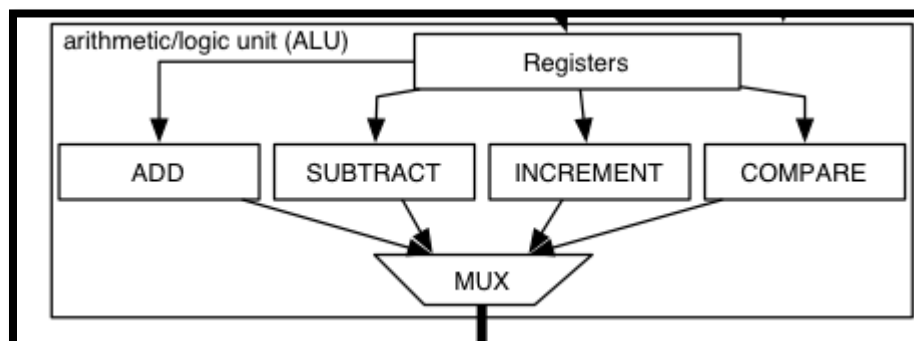 arithmetic/logic unit (ALU)
Registers
ADD
SUBTRACT
INCREMENT
COMPARE
MUX